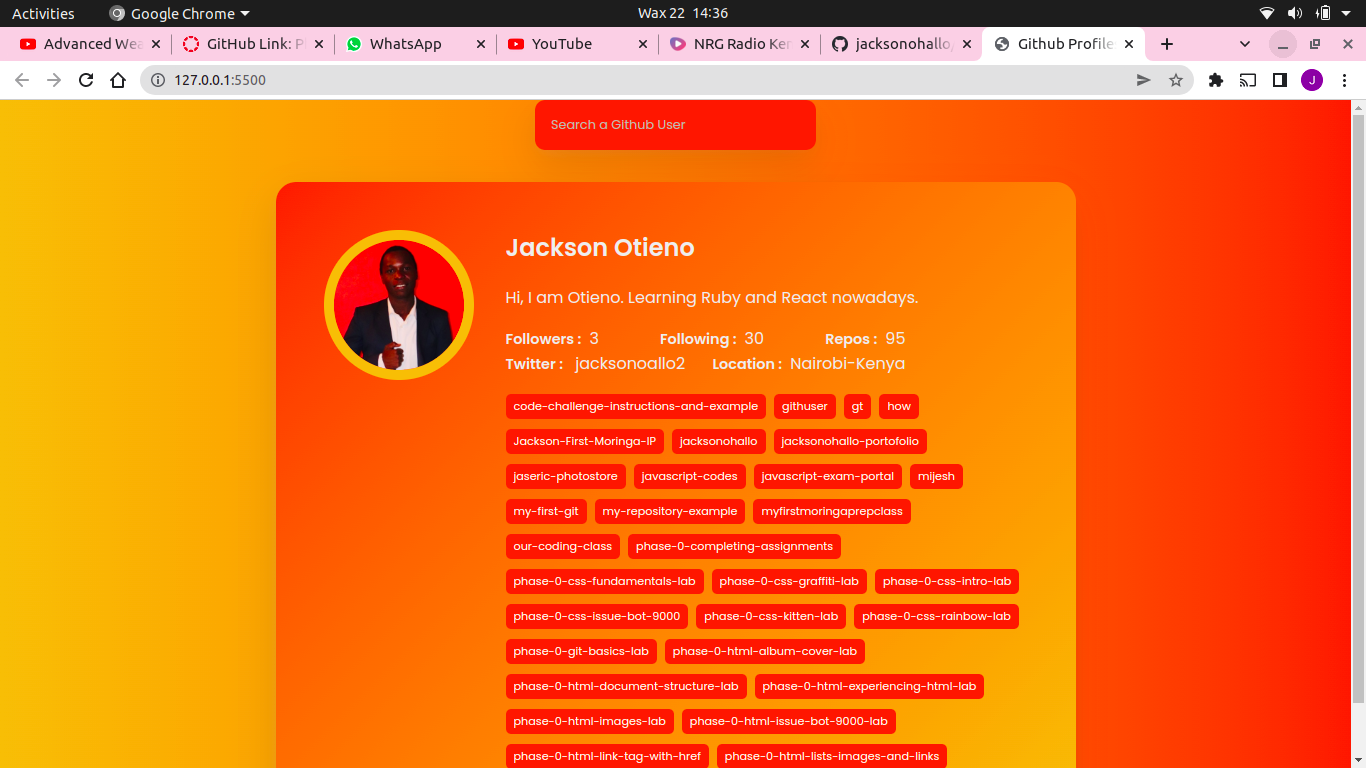 Activities Google Chrome Wax 22 14:36
Advanced Wea GitHub Link: P WhatsApp YouTube NRG Radio Ken jacksonohallo/ Github Profile
127.0.0.1:5500 J
Search a Github User
Jackson Otieno
Hi, I am Otieno. Learning Ruby and React nowadays.
Followers : 3 Following : 30 Repos : 95
Twitter : jacksonoallo2 Location : Nairobi-Kenya
code-challenge-instructions-and-example githuser gt how
Jackson-First-Moringa-IP jacksonohallo jacksonohallo-portofolio
jaseric-photostore javascript-codes javascript-exam-portal mijesh
my-first-git my-repository-example myfirstmoringaprepclass
our-coding-class phase-0-completing-assignments
phase-0-css-fundamentals-lab phase-0-css-graffiti-lab phase-0-css-intro-lab
phase-0-css-issue-bot-9000 phase-0-css-kitten-lab phase-0-css-rainbow-lab
phase-0-git-basics-lab phase-0-html-album-cover-lab
phase-0-html-document-structure-lab phase-0-html-experiencing-html-lab
phase-0-html-images-lab phase-0-html-issue-bot-9000-lab
phase-0-html-link-tag-with-href phase-0-html-lists-images-and-links